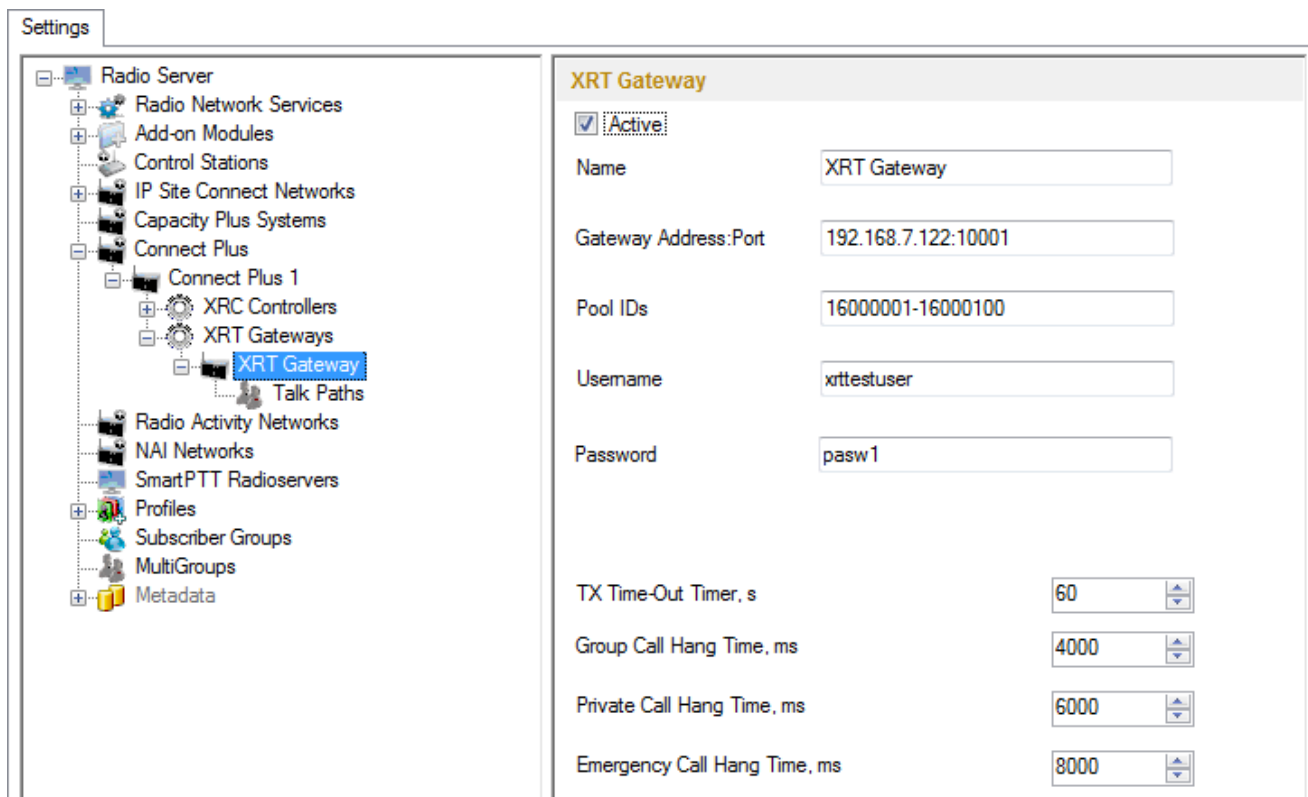 Settings
Radio Server
Radio Network Services
Add-on Modules
Control Stations
IP Site Connect Networks
Capacity Plus Systems
Connect Plus
Connect Plus 1
XRC Controllers
XRT Gateways
XRT Gateway
Talk Paths
Radio Activity Networks
NAI Networks
SmartPTT Radioservers
Profiles
Subscriber Groups
MultiGroups
Metadata
XRT Gateway
Active
Name XRT Gateway
Gateway Address:Port 192.168.7.122:10001
Pool IDs 16000001-16000100
Username xrttestuser
Password pasw1
TX Time-Out Timer, s 60
Group Call Hang Time, ms 4000
Private Call Hang Time, ms 6000
Emergency Call Hang Time, ms 8000